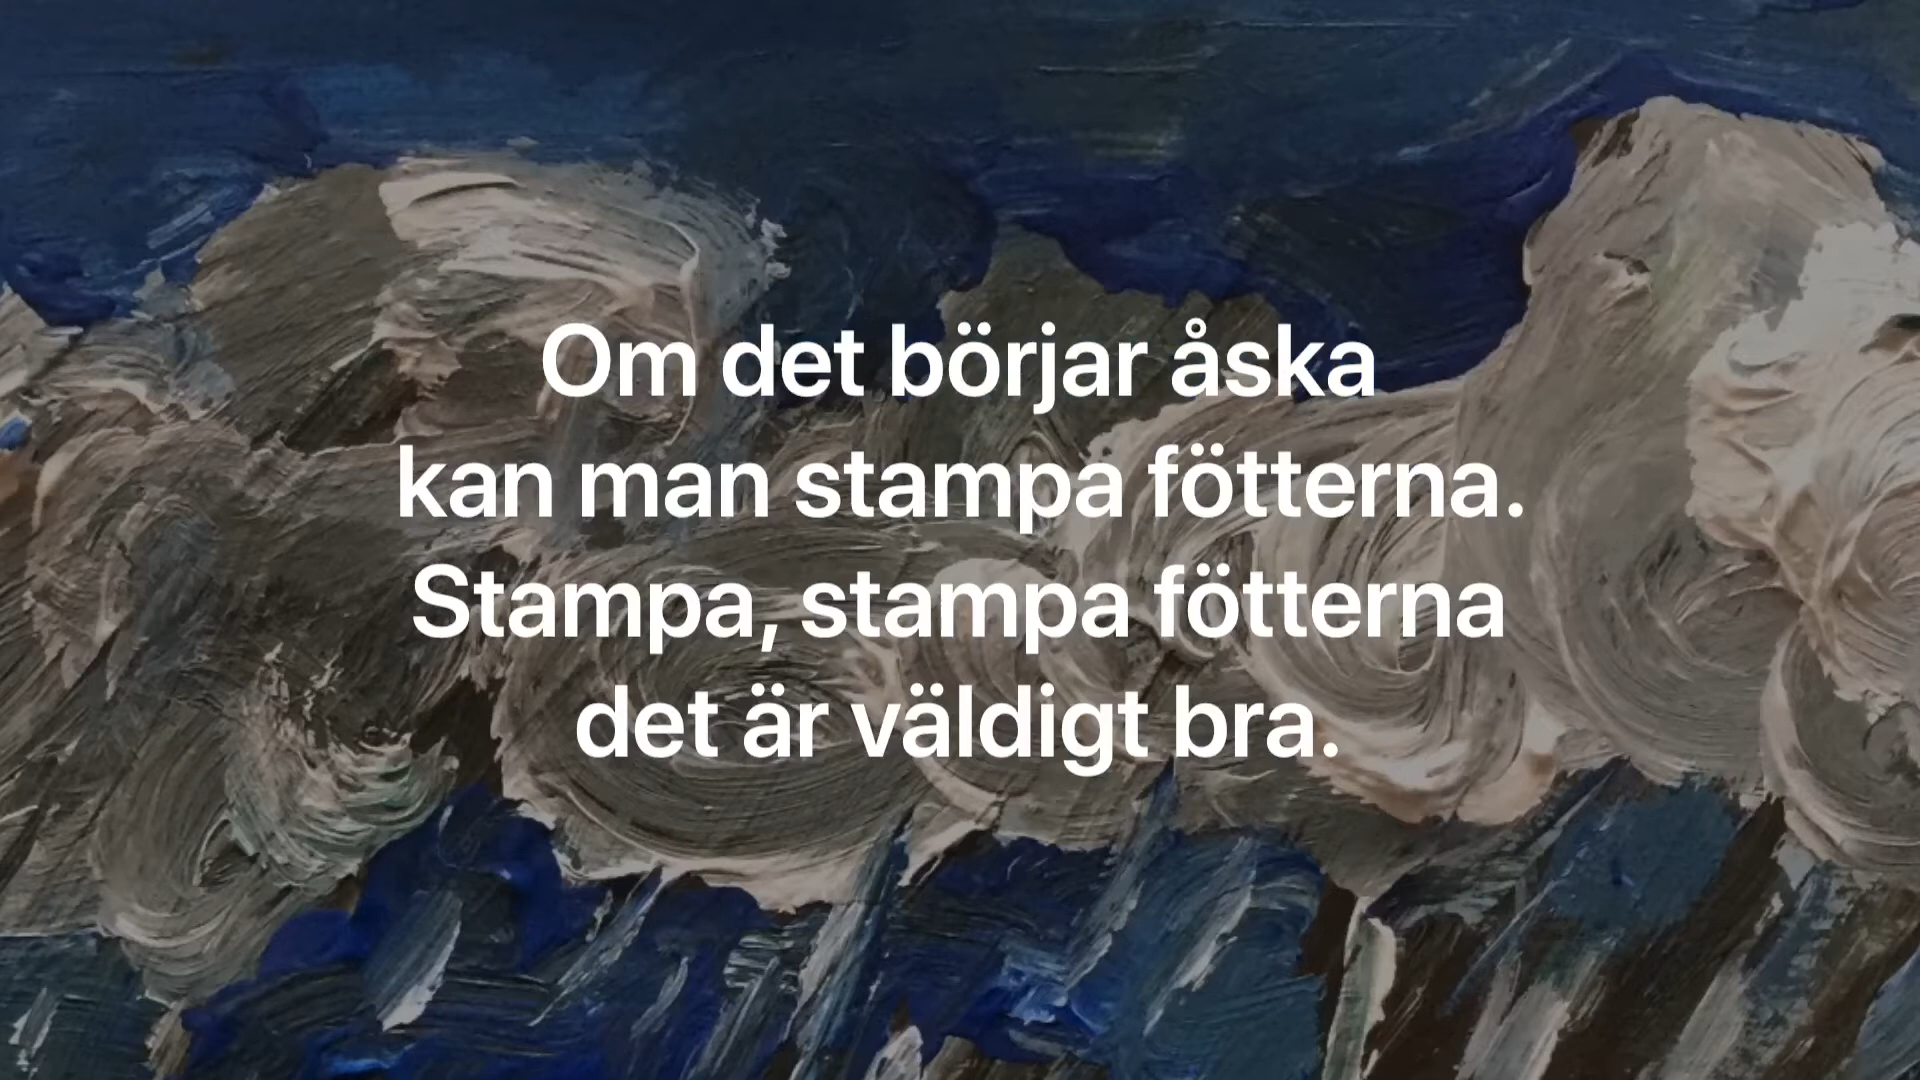 Om det börjar åska
kan man stampa fötterna.
Stampa, stampa fötterna
det är väldigt bra.